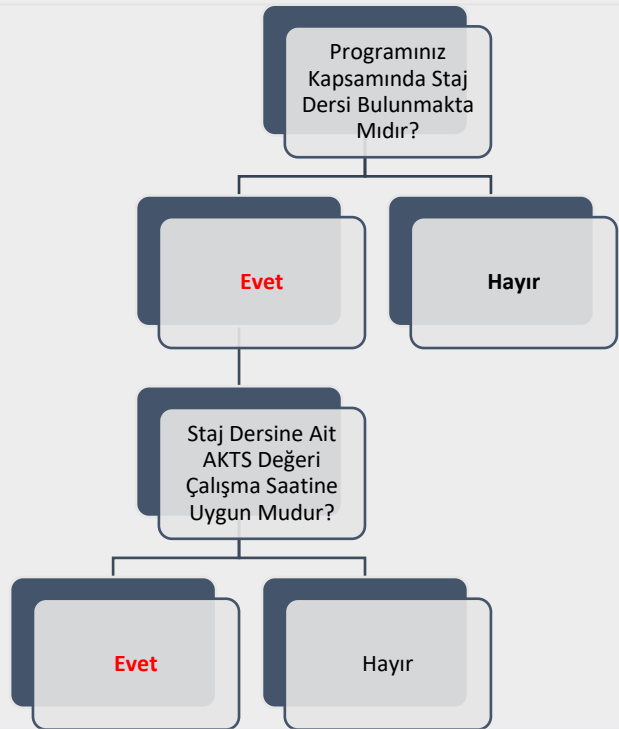 Programınız
Kapsamında Staj
Dersi Bulunmakta
Mıdır?
Evet
Hayır
Staj Dersine Ait
AKTS Değeri
Çalışma Saatine
Uygun Mudur?
Evet
Hayır